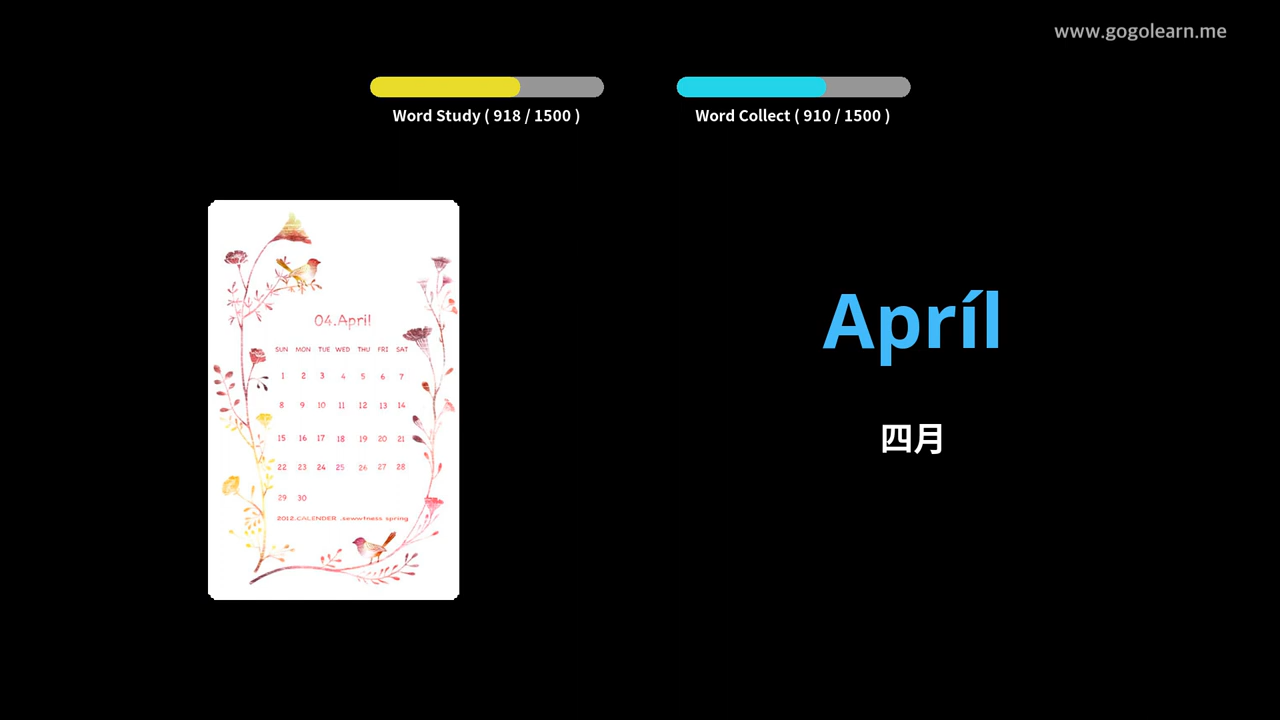 www.gogolearn.me
Word Study ( 918 / 1500 )
Word Collect ( 910 / 1500 )
04.April
SUN MON TUE WED THU FRI SAT
1 2 3 4 5 6 7
8 9 10 11 12 13 14
15 16 17 18 19 20 21
22 23 24 25 26 27 28
29 30
2012.CALENDER .sewwtness spring
Apríl
四月